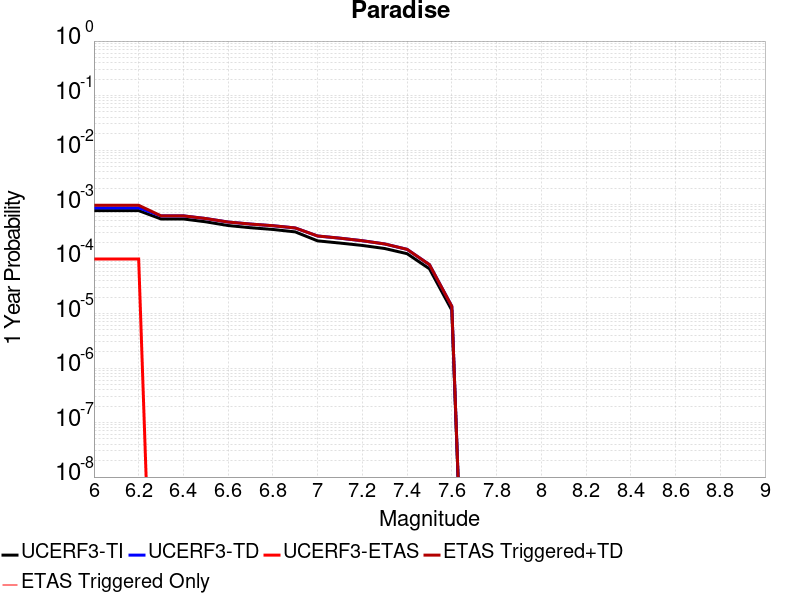 Paradise
10^0
10^-1
10^-2
10^-3
10^-4
10^-5
10^-6
10^-7
10^-8
1 Year Probability
6 6.2 6.4 6.6 6.8 7 7.2 7.4 7.6 7.8 8 8.2 8.4 8.6 8.8 9
Magnitude
UCERF3-TI UCERF3-TD UCERF3-ETAS ETAS Triggered+TD
ETAS Triggered Only